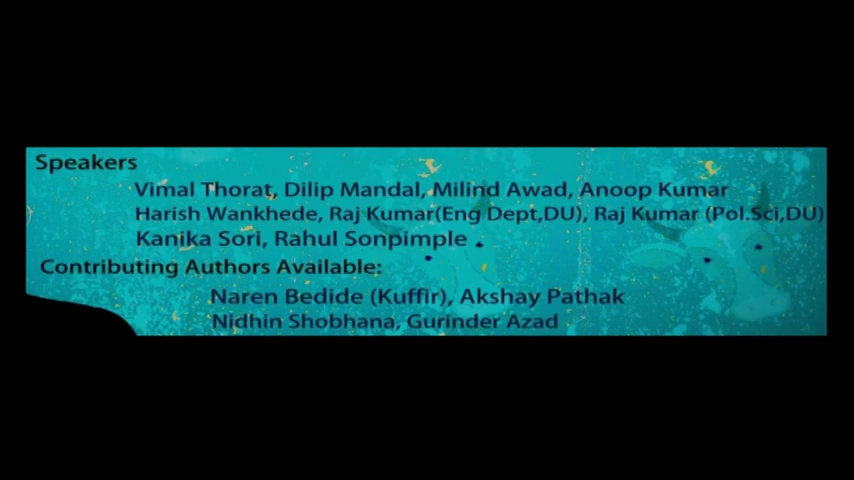 Speakers
Vimal Thorat, Dilip Mandal, Milind Awad, Anoop Kumar
Harish Wankhede, Raj Kumar(Eng Dept,DU), Raj Kumar (Pol.Sci,DU)
Kanika Sori, Rahul Sonpimple
Contributing Authors Available:
Naren Bedide (Kuffir), Akshay Pathak
Nidhin Shobhana, Gurinder Azad